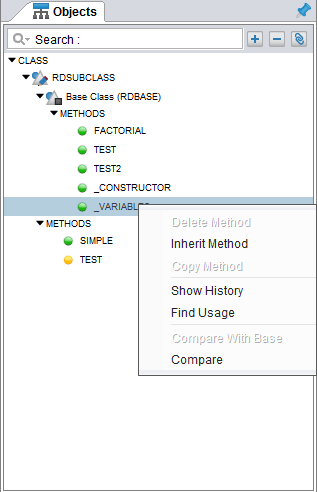 Objects
Search :
CLASS
RDSUBCLASS
Base Class (RDBASE)
METHODS
FACTORIAL
TEST
TEST2
_CONSTRUCTOR
_VARIABLES
METHODS
SIMPLE
TEST
Delete Method
Inherit Method
Copy Method
Show History
Find Usage
Compare With Base
Compare